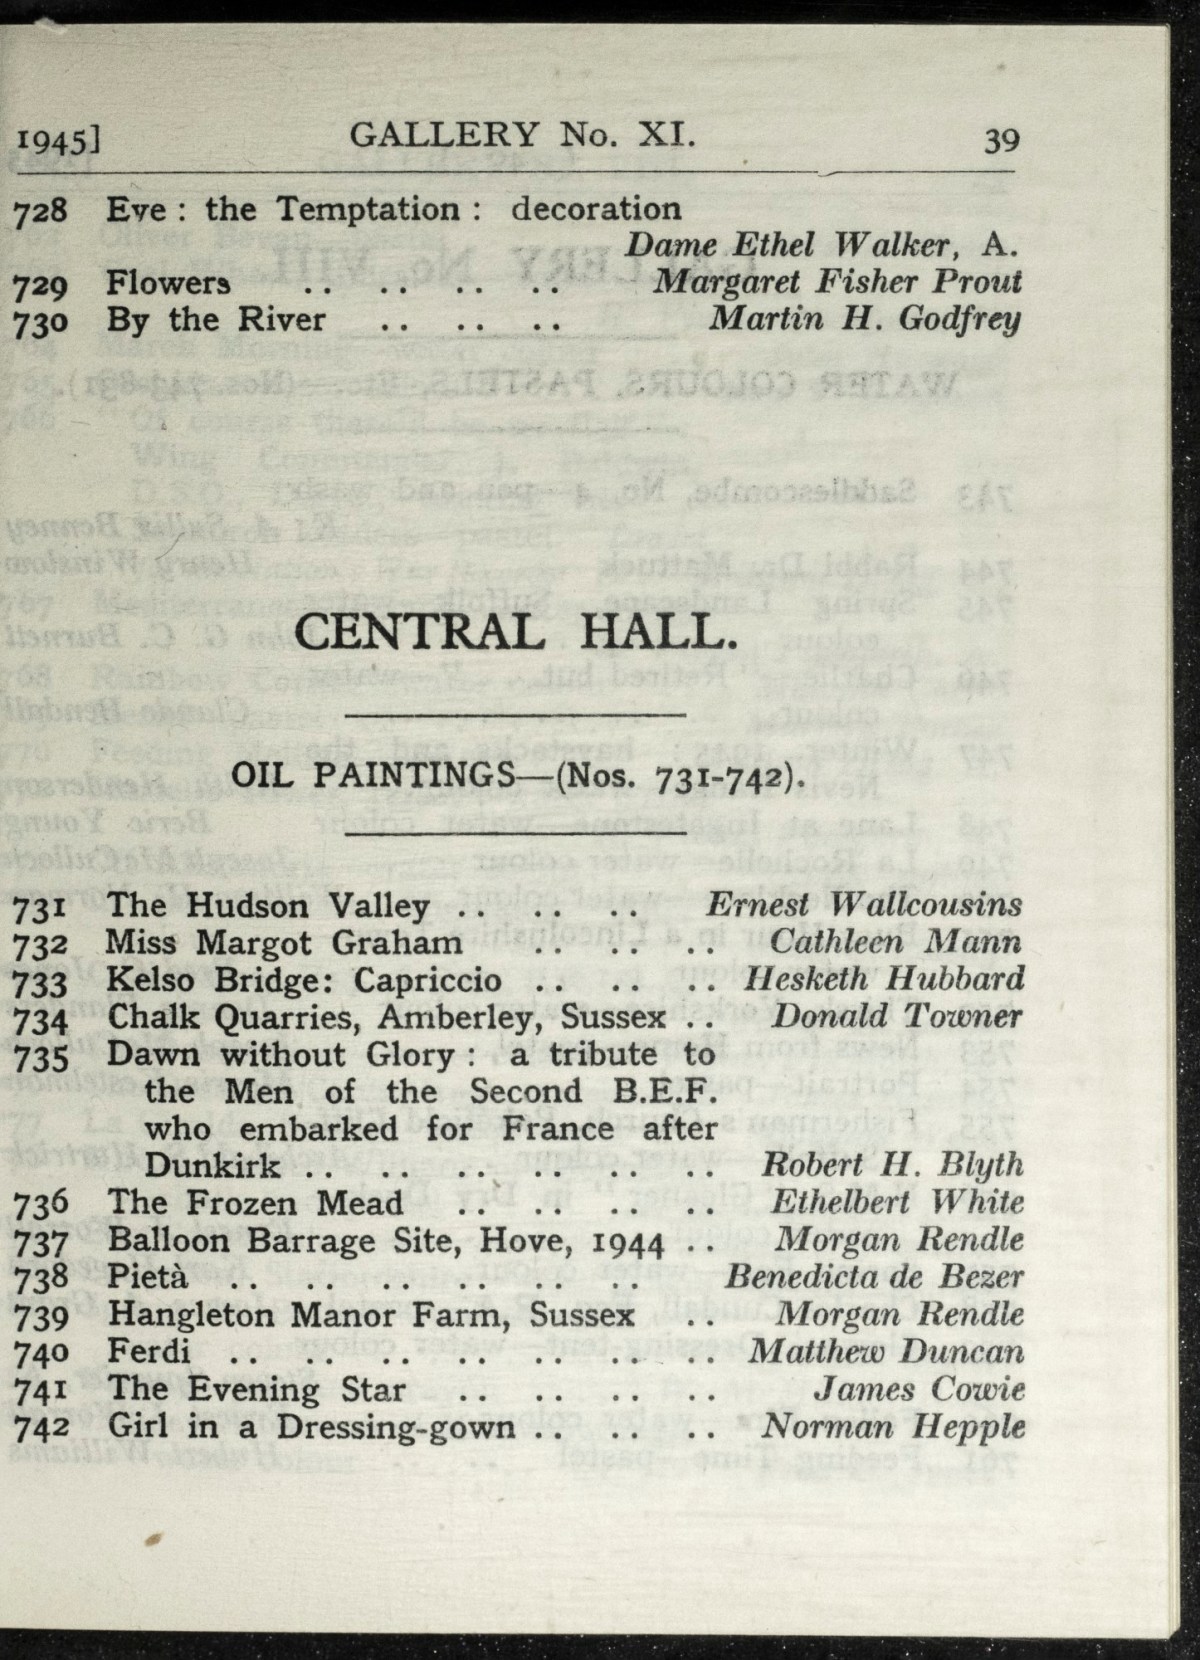 1945] GALLERY No. XI. 39
728 Eve : the Temptation : decoration
Dame Ethel Walker, A.
729 Flowers .. .. .. .. Margaret Fisher Prout
730 By the River .. .. .. Martin H. Godfrey
CENTRAL HALL.
OIL PAINTINGS—(Nos. 731-742).
731 The Hudson Valley .. .. .. Ernest Wallcousins
732 Miss Margot Graham .. .. .. Cathleen Mann
733 Kelso Bridge: Capriccio .. .. .. Hesketh Hubbard
734 Chalk Quarries, Amberley, Sussex .. Donald Towner
735 Dawn without Glory : a tribute to
the Men of the Second B.E.F.
who embarked for France after
Dunkirk .. .. .. .. .. .. Robert H. Blyth
736 The Frozen Mead .. .. .. .. Ethelbert White
737 Balloon Barrage Site, Hove, 1944 .. Morgan Rendle
738 Pietà .. .. .. .. .. .. Benedicta de Bezer
739 Hangleton Manor Farm, Sussex .. Morgan Rendle
740 Ferdi .. .. .. .. .. .. .. Matthew Duncan
741 The Evening Star .. .. .. .. James Cowie
742 Girl in a Dressing-gown .. .. .. Norman Hepple